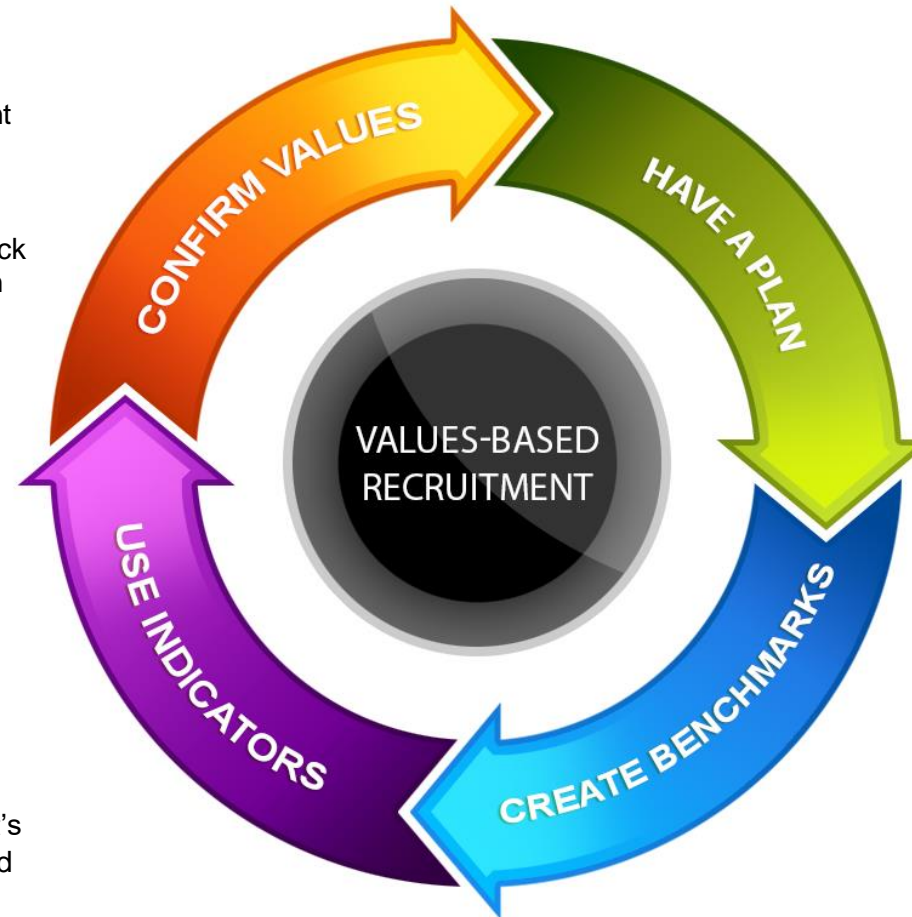 CONFIRM VALUES
HAVE A PLAN
VALUES-BASED
RECRUITMENT
CREATE BENCHMARKS
USE INDICATORS